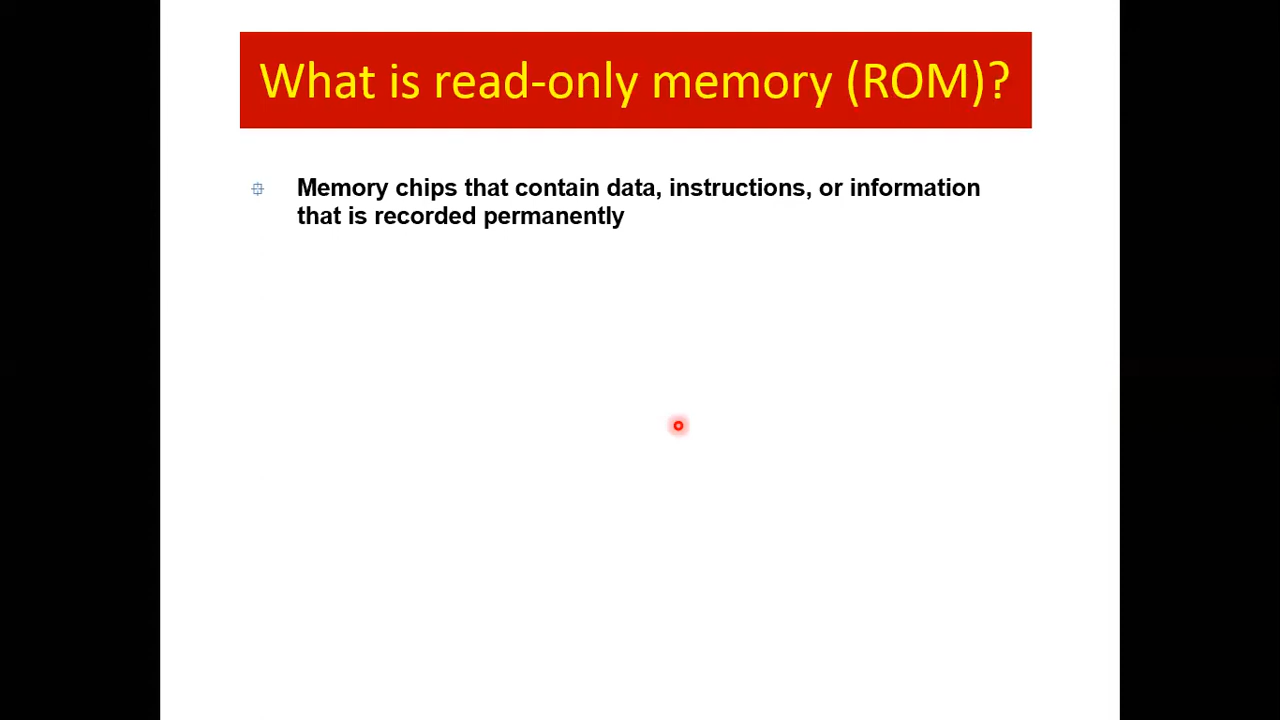 What is read-only memory (ROM)?
Memory chips that contain data, instructions, or information
that is recorded permanently